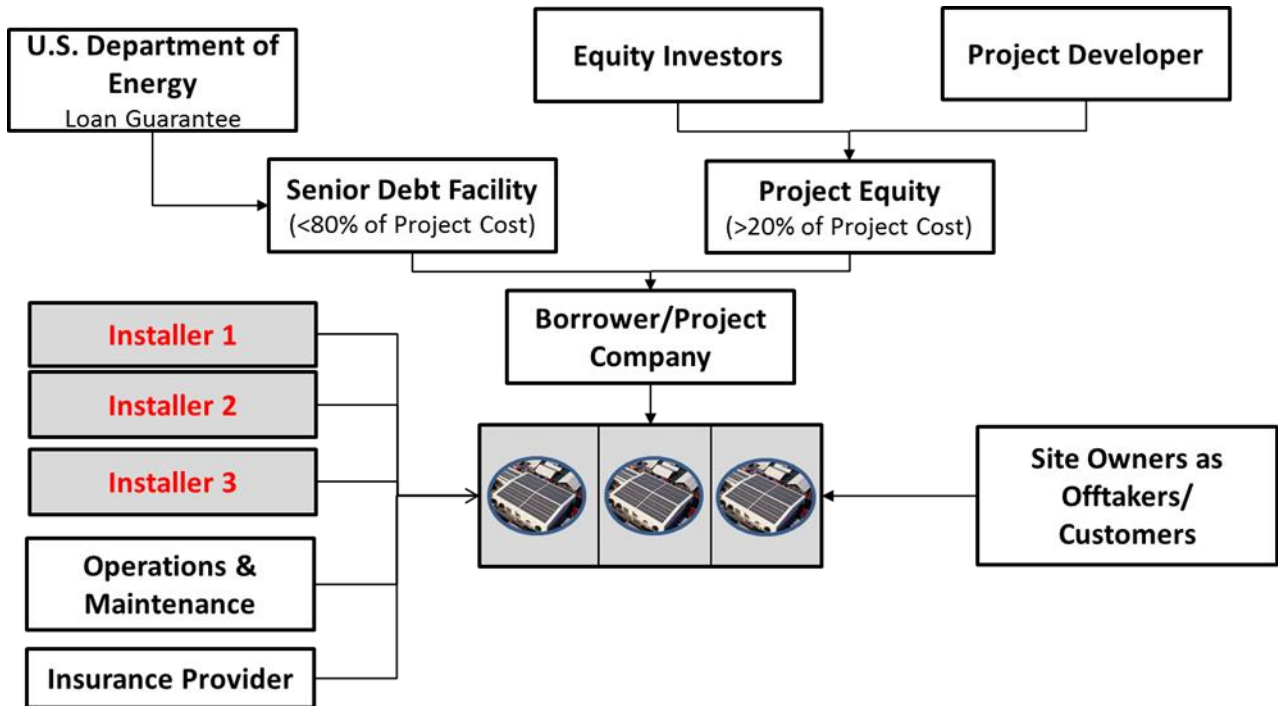 U.S. Department of
Energy
Loan Guarantee
Equity Investors
Project Developer
Senior Debt Facility
(<80% of Project Cost)
Project Equity
(>20% of Project Cost)
Borrower/Project
Company
Installer 1
Installer 2
Installer 3
Operations &
Maintenance
Insurance Provider
Site Owners as
Offtakers/
Customers